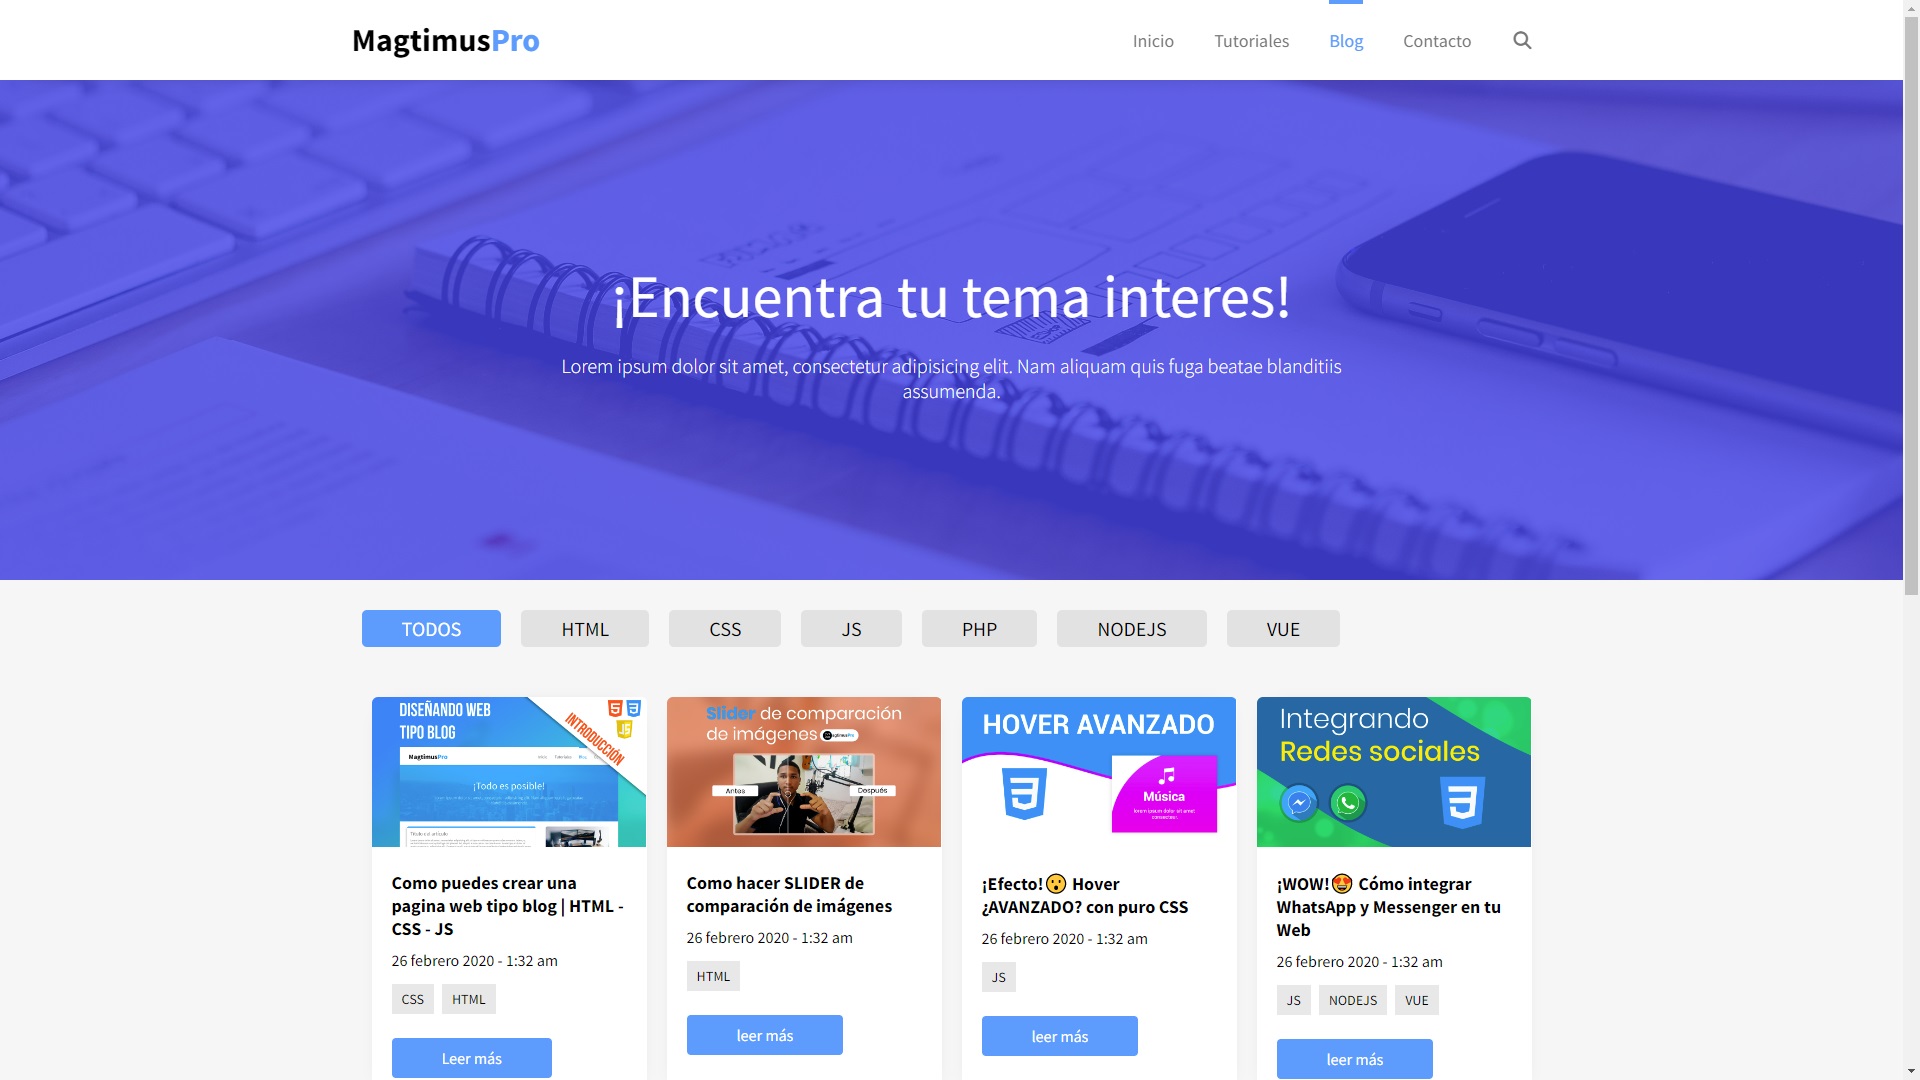 MagtimusPro
Inicio
Tutoriales
Blog
Contacto
¡Encuentra tu tema interes!
Lorem ipsum dolor sit amet, consectetur adipisicing elit. Nam aliquam quis fuga beatae blanditiis
assumenda.
TODOS
HTML
CSS
JS
PHP
NODEJS
VUE
DISEÑANDO WEB
TIPO BLOG
INTRODUCCIÓN
MagtimusPro
¡Todo es posible!
Como puedes crear una
pagina web tipo blog | HTML -
CSS - JS
26 febrero 2020 - 1:32 am
CSS
HTML
Leer más
Slider de comparación
de imágenes
Antes
Después
Como hacer SLIDER de
comparación de imágenes
26 febrero 2020 - 1:32 am
HTML
leer más
HOVER AVANZADO
Música
¡Efecto!😯 Hover
¿AVANZADO? con puro CSS
26 febrero 2020 - 1:32 am
JS
leer más
Integrando
Redes sociales
¡WOW!😍 Cómo integrar
WhatsApp y Messenger en tu
Web
26 febrero 2020 - 1:32 am
JS
NODEJS
VUE
leer más